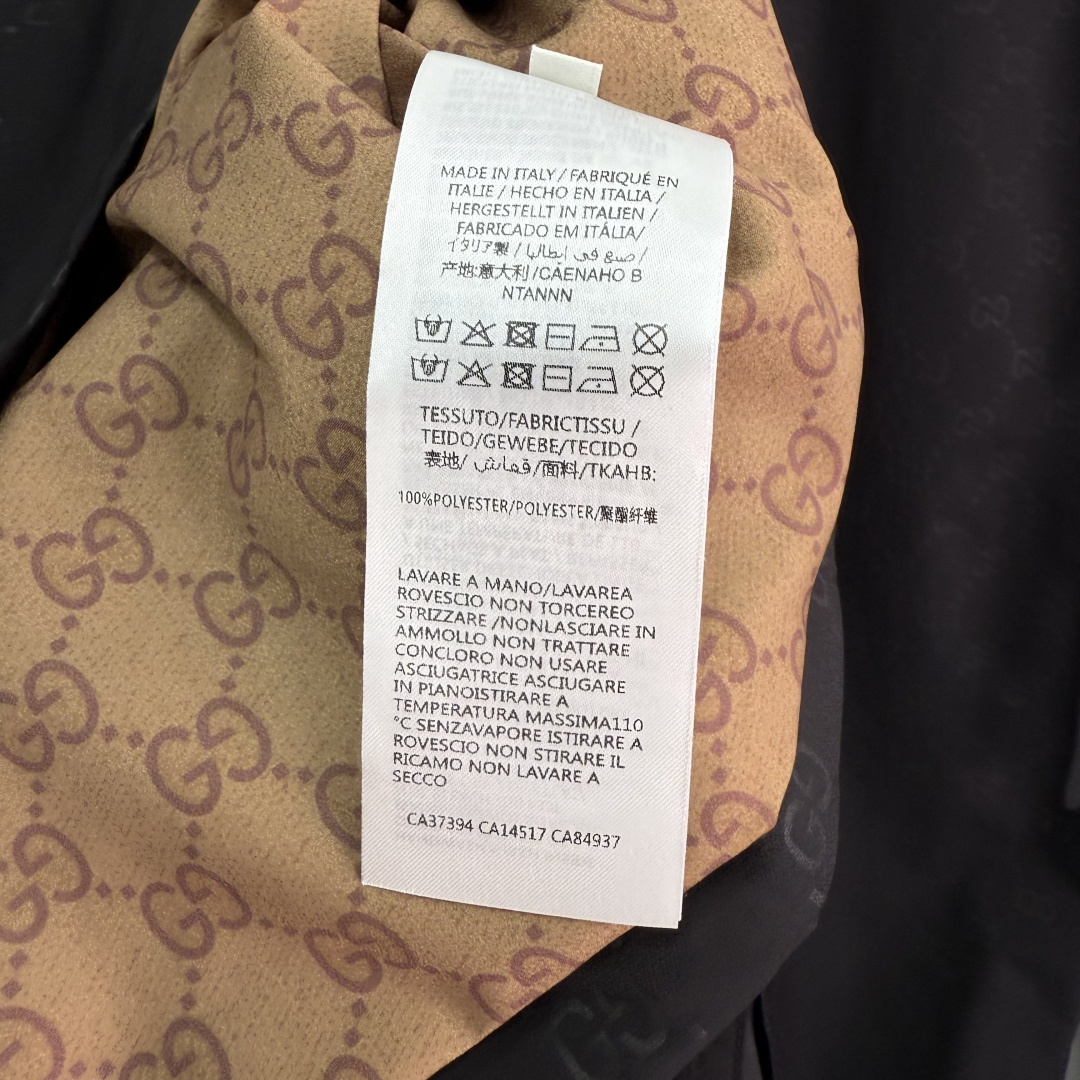 MADE IN ITALY / FABRIQUÉ EN
ITALIE / HECHO EN ITALIA /
HERGESTELLT IN ITALIEN /
FABRICADO EM ITÁLIA/
イタリア製 / صنع في إيطاليا /
产地:意大利/CAENAHO B
NTANNN
TESSUTO/FABRICTISSU /
TEIDO/GEWEBE/TECIDO
表地/ قماش/面料/TKAHB:
100%POLYESTER/POLYESTER/聚酯纤维
LAVARE A MANO/LAVAREA
ROVESCIO NON TORCEREO
STRIZZARE /NONLASCIARE IN
AMMOLLO NON TRATTARE
CONCLORO NON USARE
ASCIUGATRICE ASCIUGARE
IN PIANOISTIRARE A
TEMPERATURA MASSIMA110
°C SENZAVAPORE ISTIRARE A
ROVESCIO NON STIRARE IL
RICAMO NON LAVARE A
SECCO
CA37394 CA14517 CA84937